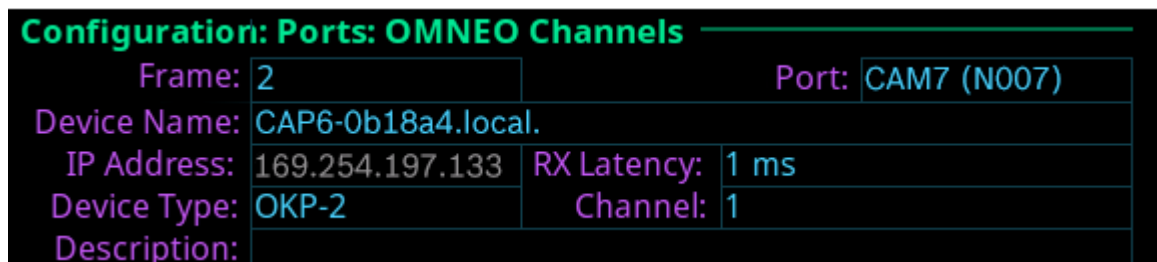 Configuration: Ports: OMNEO Channels
Frame: 2 Port: CAM7 (N007)
Device Name: CAP6-0b18a4.local.
IP Address: 169.254.197.133 RX Latency: 1 ms
Device Type: OKP-2 Channel: 1
Description: